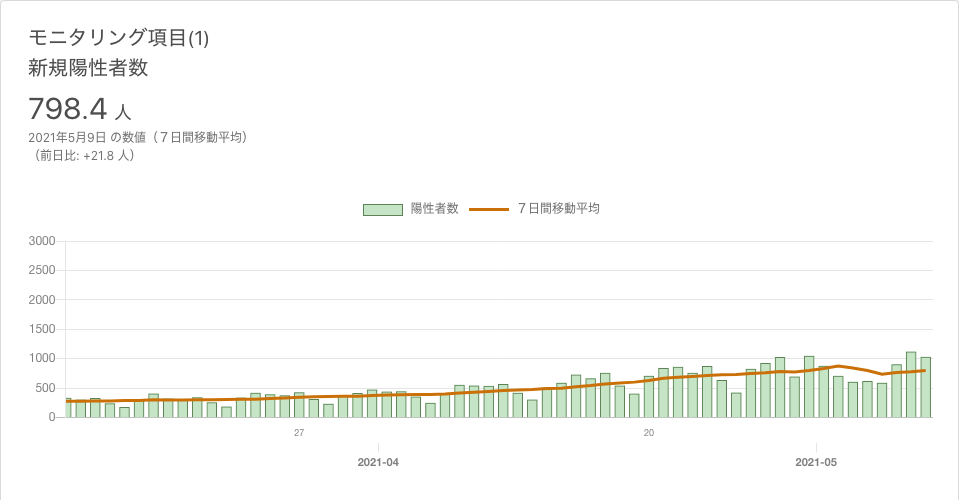 モニタリング項目(1)
新規陽性者数
798.4 人
2021年5月9日 の数値（７日間移動平均）
（前日比: +21.8 人）
陽性者数 ７日間移動平均
3000
2500
2000
1500
1000
500
0
27 20
2021-04 2021-05